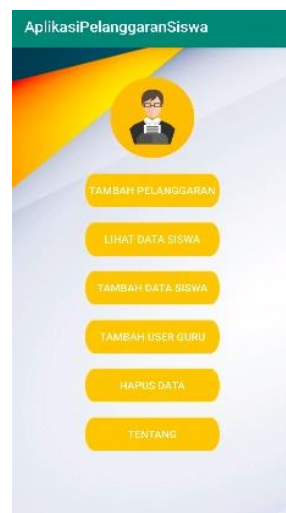 AplikasiPelanggaranSiswa
TAMBAH PELANGGARAN
LIHAT DATA SISWA
TAMBAH DATA SISWA
TAMBAH USER GURU
HAPUS DATA
TENTANG